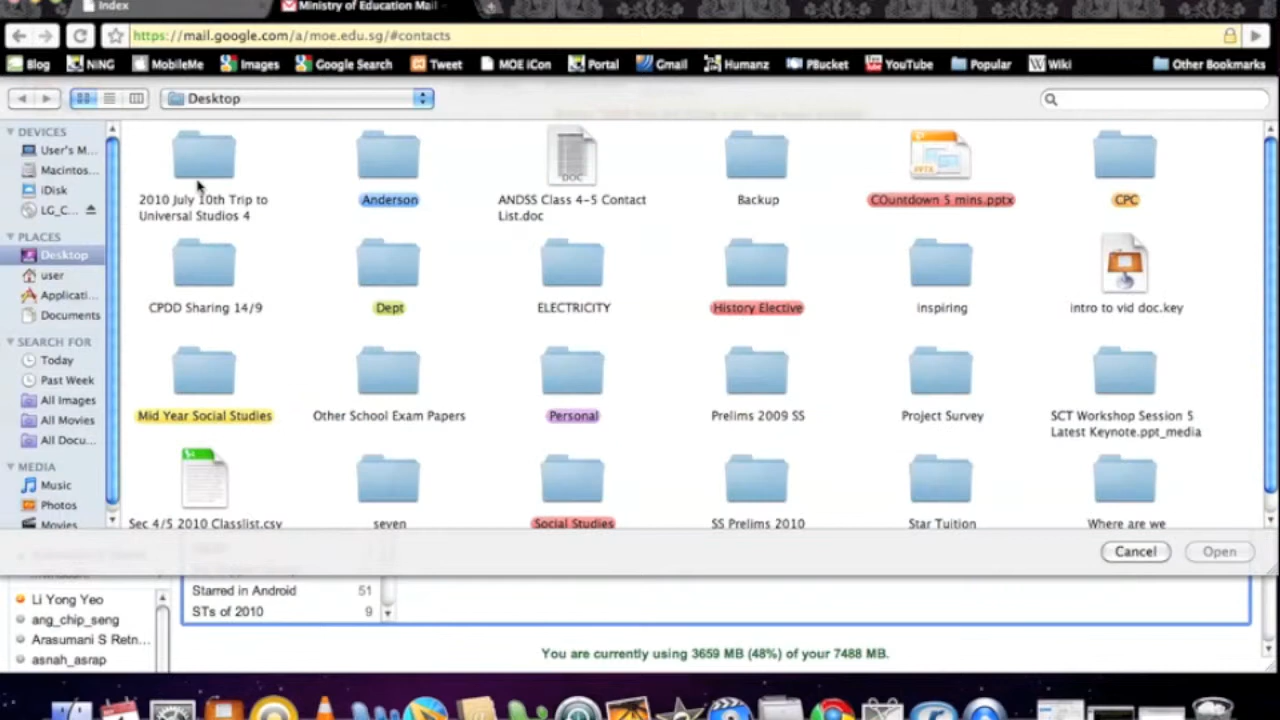 Index
Ministry of Education Mail
https://mail.google.com/a/moe.edu.sg/#contacts
Blog NiNG MobileMe Images Google Search Tweet MOE iCon Portal Gmail Humanz PBucket YouTube Popular Wiki Other Bookmarks
Desktop
DEVICES
User's M...
Macintos...
iDisk
LG_C...
PLACES
Desktop
user
Applicati...
Documents
SEARCH FOR
Today
Past Week
All Images
All Movies
All Docu...
MEDIA
Music
Photos
Movies
2010 July 10th Trip to
Universal Studios 4
Anderson
DOC
ANDSS Class 4-5 Contact
List.doc
Backup
PPTX
COuntdown 5 mins.pptx
CPC
CPDD Sharing 14/9
Dept
ELECTRICITY
History Elective
inspiring
intro to vid doc.key
Mid Year Social Studies
Other School Exam Papers
Personal
Prelims 2009 SS
Project Survey
SCT Workshop Session 5
Latest Keynote.ppt_media
Sec 4/5 2010 Classlist.csv
seven
Social Studies
SS Prelims 2010
Star Tuition
Where are we
Cancel
Open
Starred in Android 51
STs of 2010 9
Li Yong Yeo
ang_chip_seng
Arasumani S Retn...
asnah_asrap
You are currently using 3659 MB (48%) of your 7488 MB.